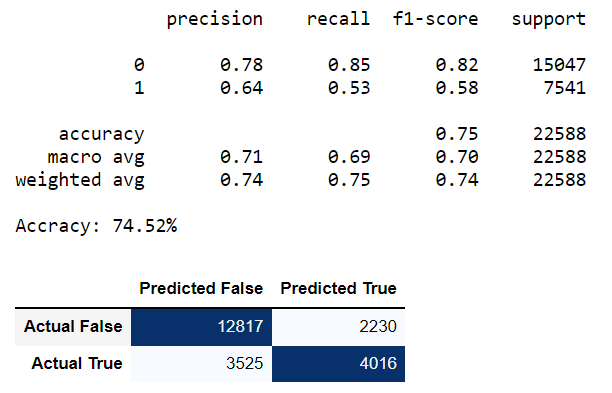 precision recall f1-score support
0 0.78 0.85 0.82 15047
1 0.64 0.53 0.58 7541
accuracy 0.75 22588
macro avg 0.71 0.69 0.70 22588
weighted avg 0.74 0.75 0.74 22588
Accracy: 74.52%
Predicted False Predicted True
Actual False 12817 2230
Actual True 3525 4016